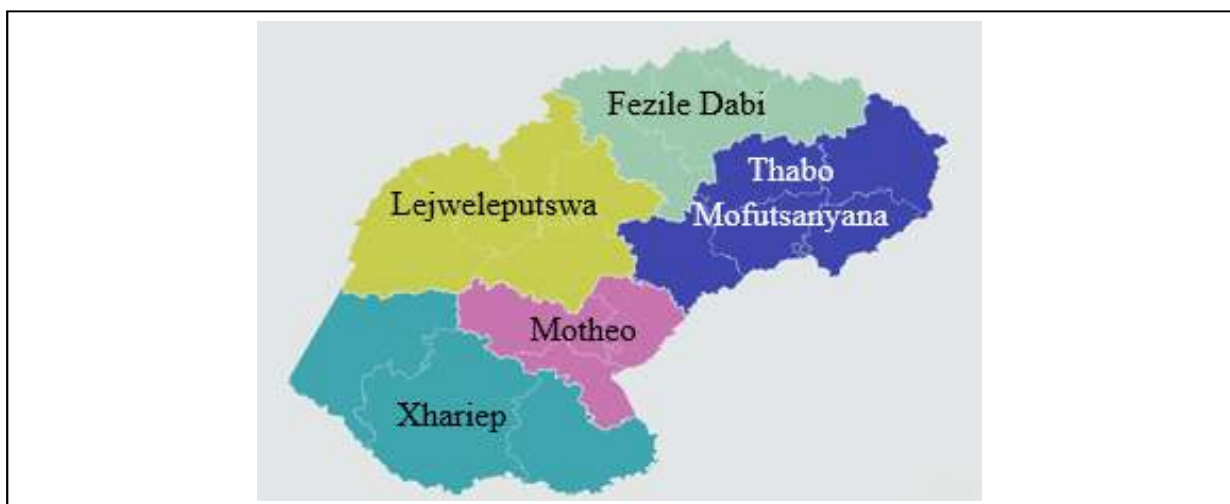 Fezile Dabi
Thabo
Mofutsanyana
Lejweleputswa
Motheo
Xhariep